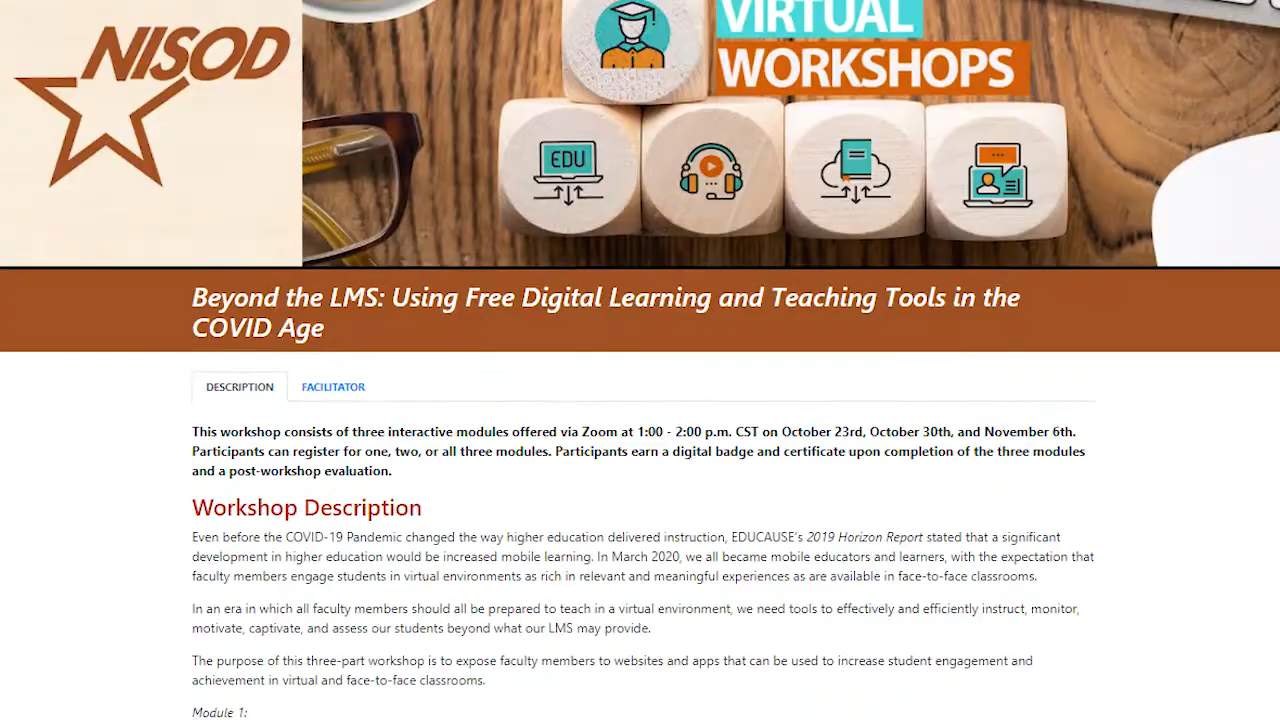 NISOD
VIRTUAL
WORKSHOPS
EDU
Beyond the LMS: Using Free Digital Learning and Teaching Tools in the
COVID Age
DESCRIPTION
FACILITATOR
This workshop consists of three interactive modules offered via Zoom at 1:00 - 2:00 p.m. CST on October 23rd, October 30th, and November 6th.
Participants can register for one, two, or all three modules. Participants earn a digital badge and certificate upon completion of the three modules
and a post-workshop evaluation.
Workshop Description
Even before the COVID-19 Pandemic changed the way higher education delivered instruction, EDUCAUSE's 2019 Horizon Report stated that a significant
development in higher education would be increased mobile learning. In March 2020, we all became mobile educators and learners, with the expectation that
faculty members engage students in virtual environments as rich in relevant and meaningful experiences as are available in face-to-face classrooms.
In an era in which all faculty members should all be prepared to teach in a virtual environment, we need tools to effectively and efficiently instruct, monitor,
motivate, captivate, and assess our students beyond what our LMS may provide.
The purpose of this three-part workshop is to expose faculty members to websites and apps that can be used to increase student engagement and
achievement in virtual and face-to-face classrooms.
Module 1: